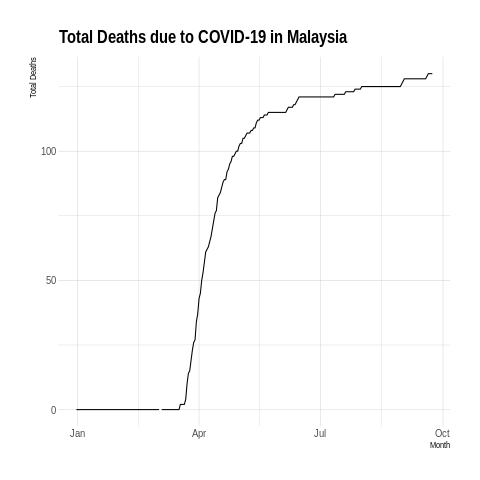 Total Deaths due to COVID-19 in Malaysia
Total Deaths
100
50
0
Jan Apr Jul Oct
Month